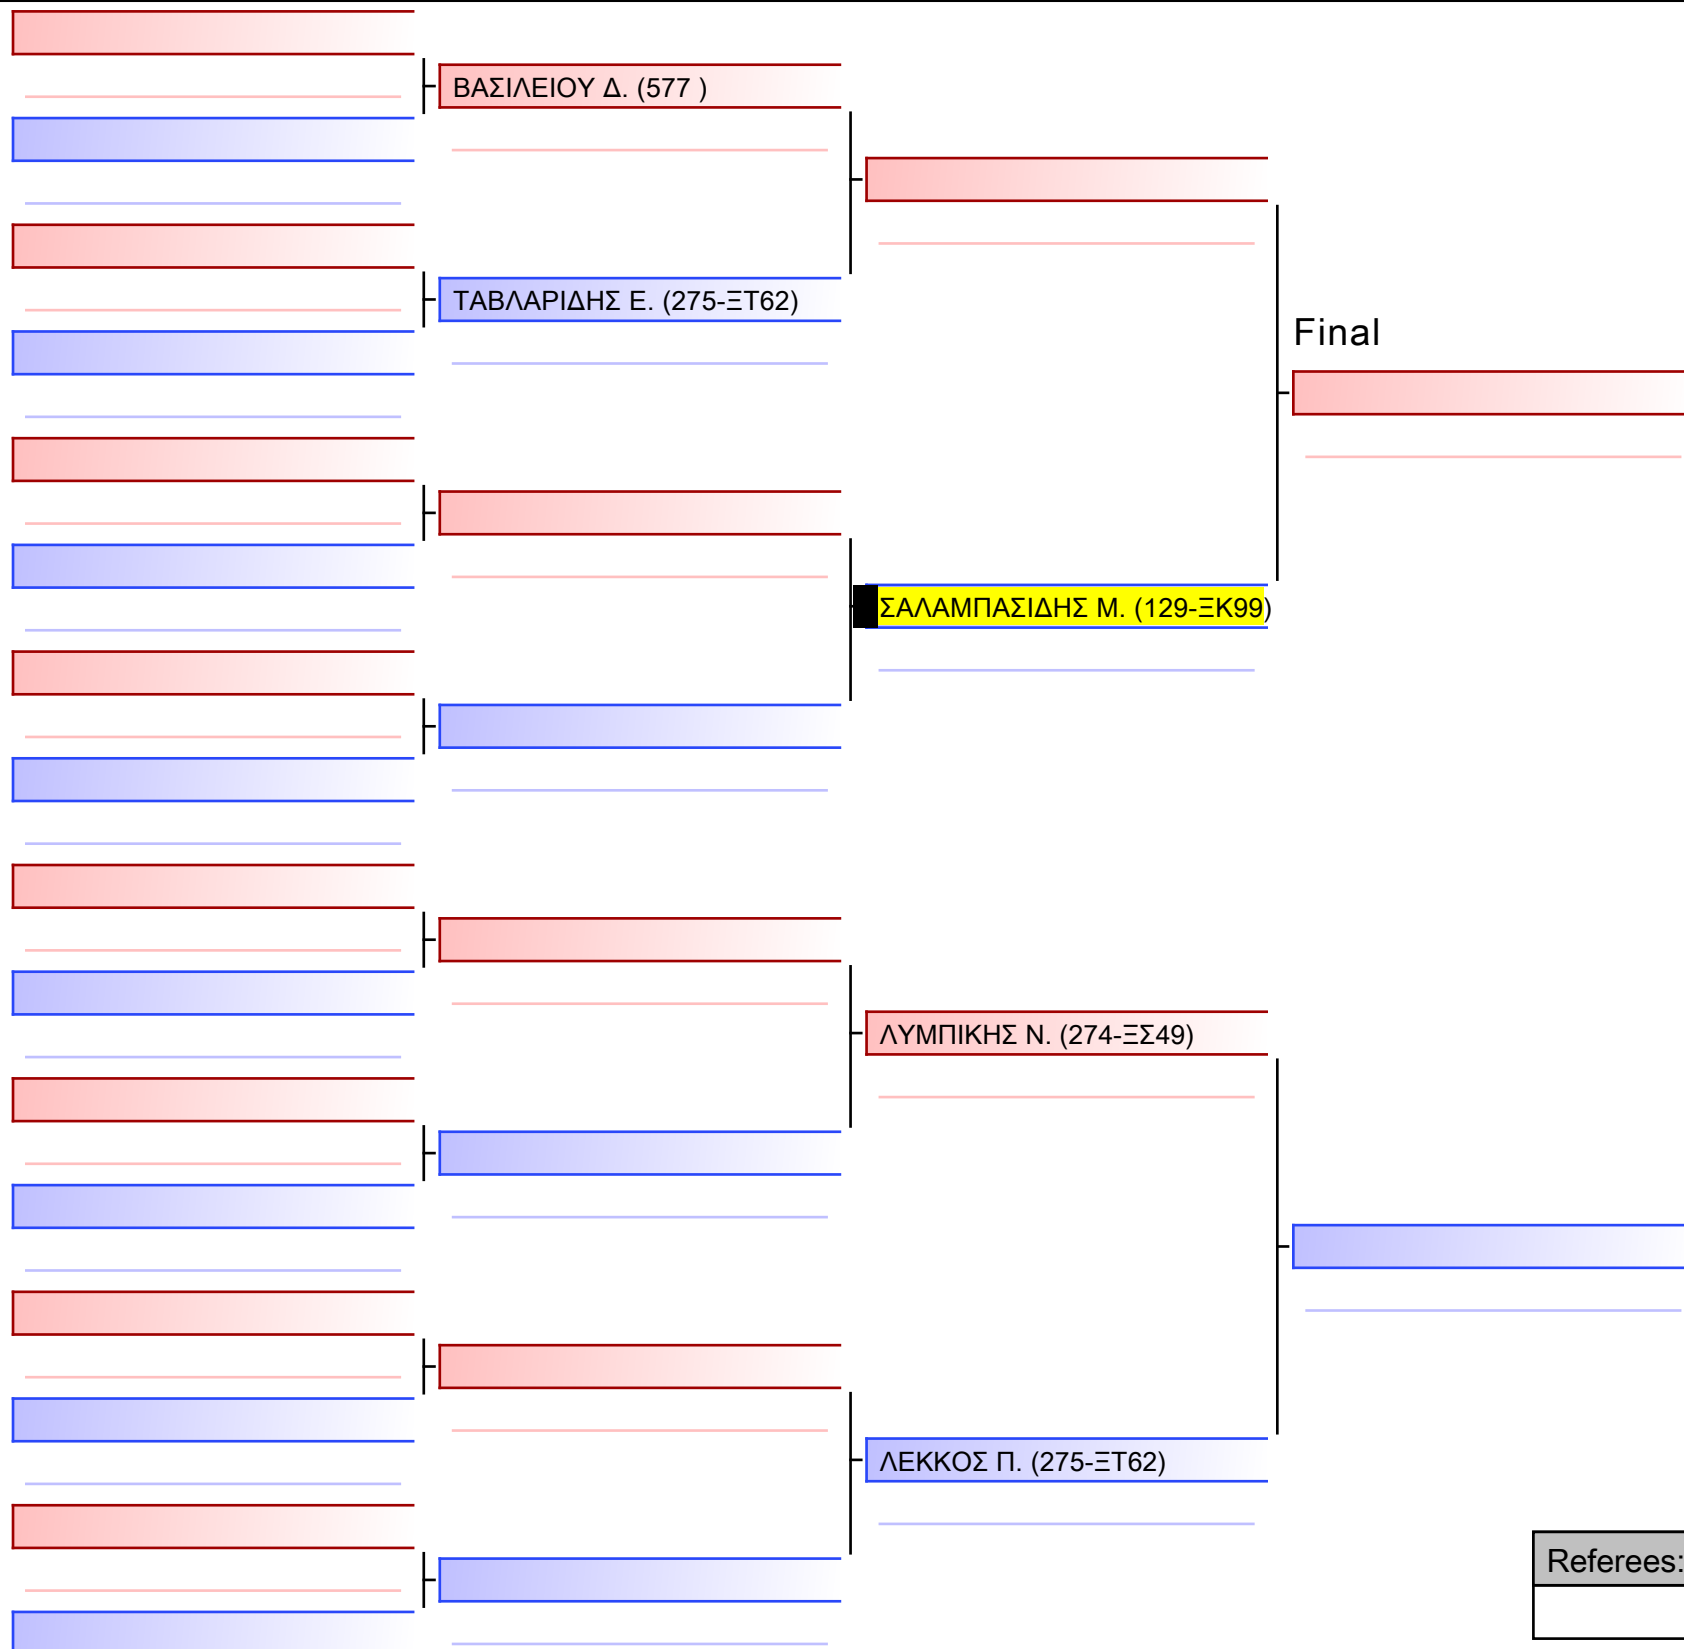 ΒΑΣΙΛΕΙΟΥ Δ. (577 )
ΤΑΒΛΑΡΙΔΗΣ Ε. (275-ΞΤ62)
Final
ΣΑΛΑΜΠΑΣΙΔΗΣ Μ. (129-ΞΚ99)
ΛΥΜΠΙΚΗΣ Ν. (274-ΞΣ49)
ΛΕΚΚΟΣ Π. (275-ΞΤ62)
Referees: